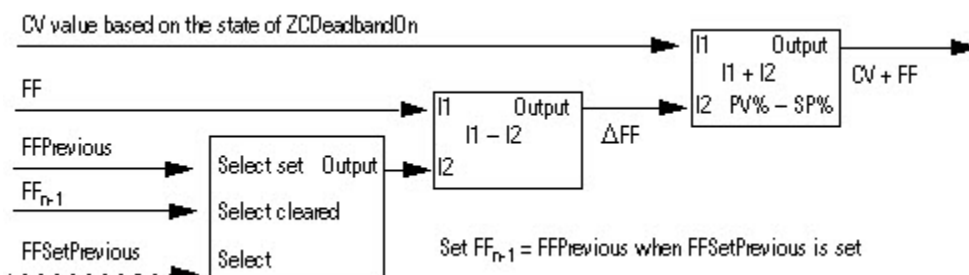 CV value based on the state of ZCDeadbandOn
I1 Output
I1 + I2
I2 PV% – SP%
CV + FF
FF
I1 Output
I1 – I2
I2
ΔFF
FFPrevious
Select set Output
FFn-1
Select cleared
FFSetPrevious
Select
Set FFn-1 = FFPrevious when FFSetPrevious is set